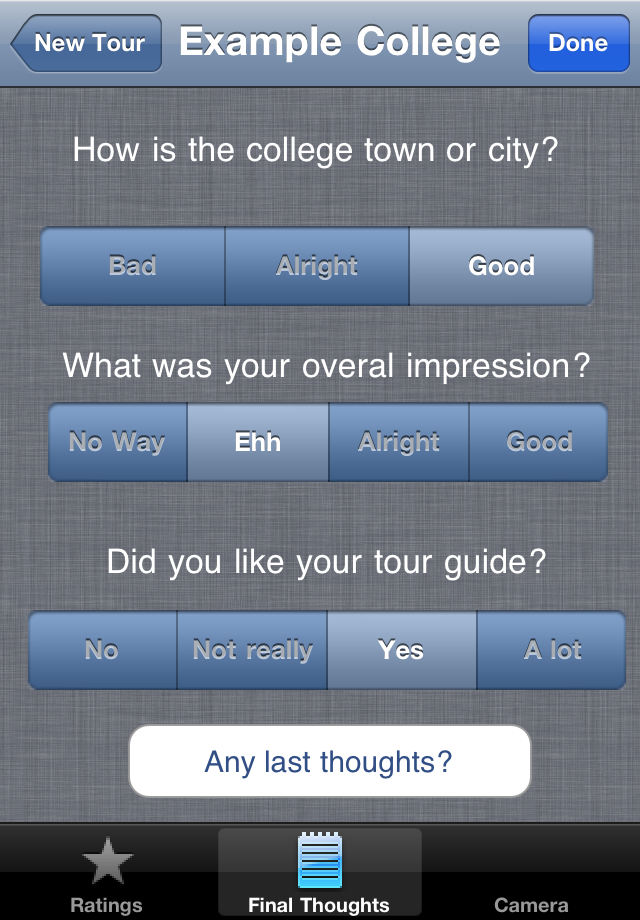 New Tour Example College Done
How is the college town or city?
Bad Alright Good
What was your overal impression?
No Way Ehh Alright Good
Did you like your tour guide?
No Not really Yes A lot
Any last thoughts?
Ratings Final Thoughts Camera